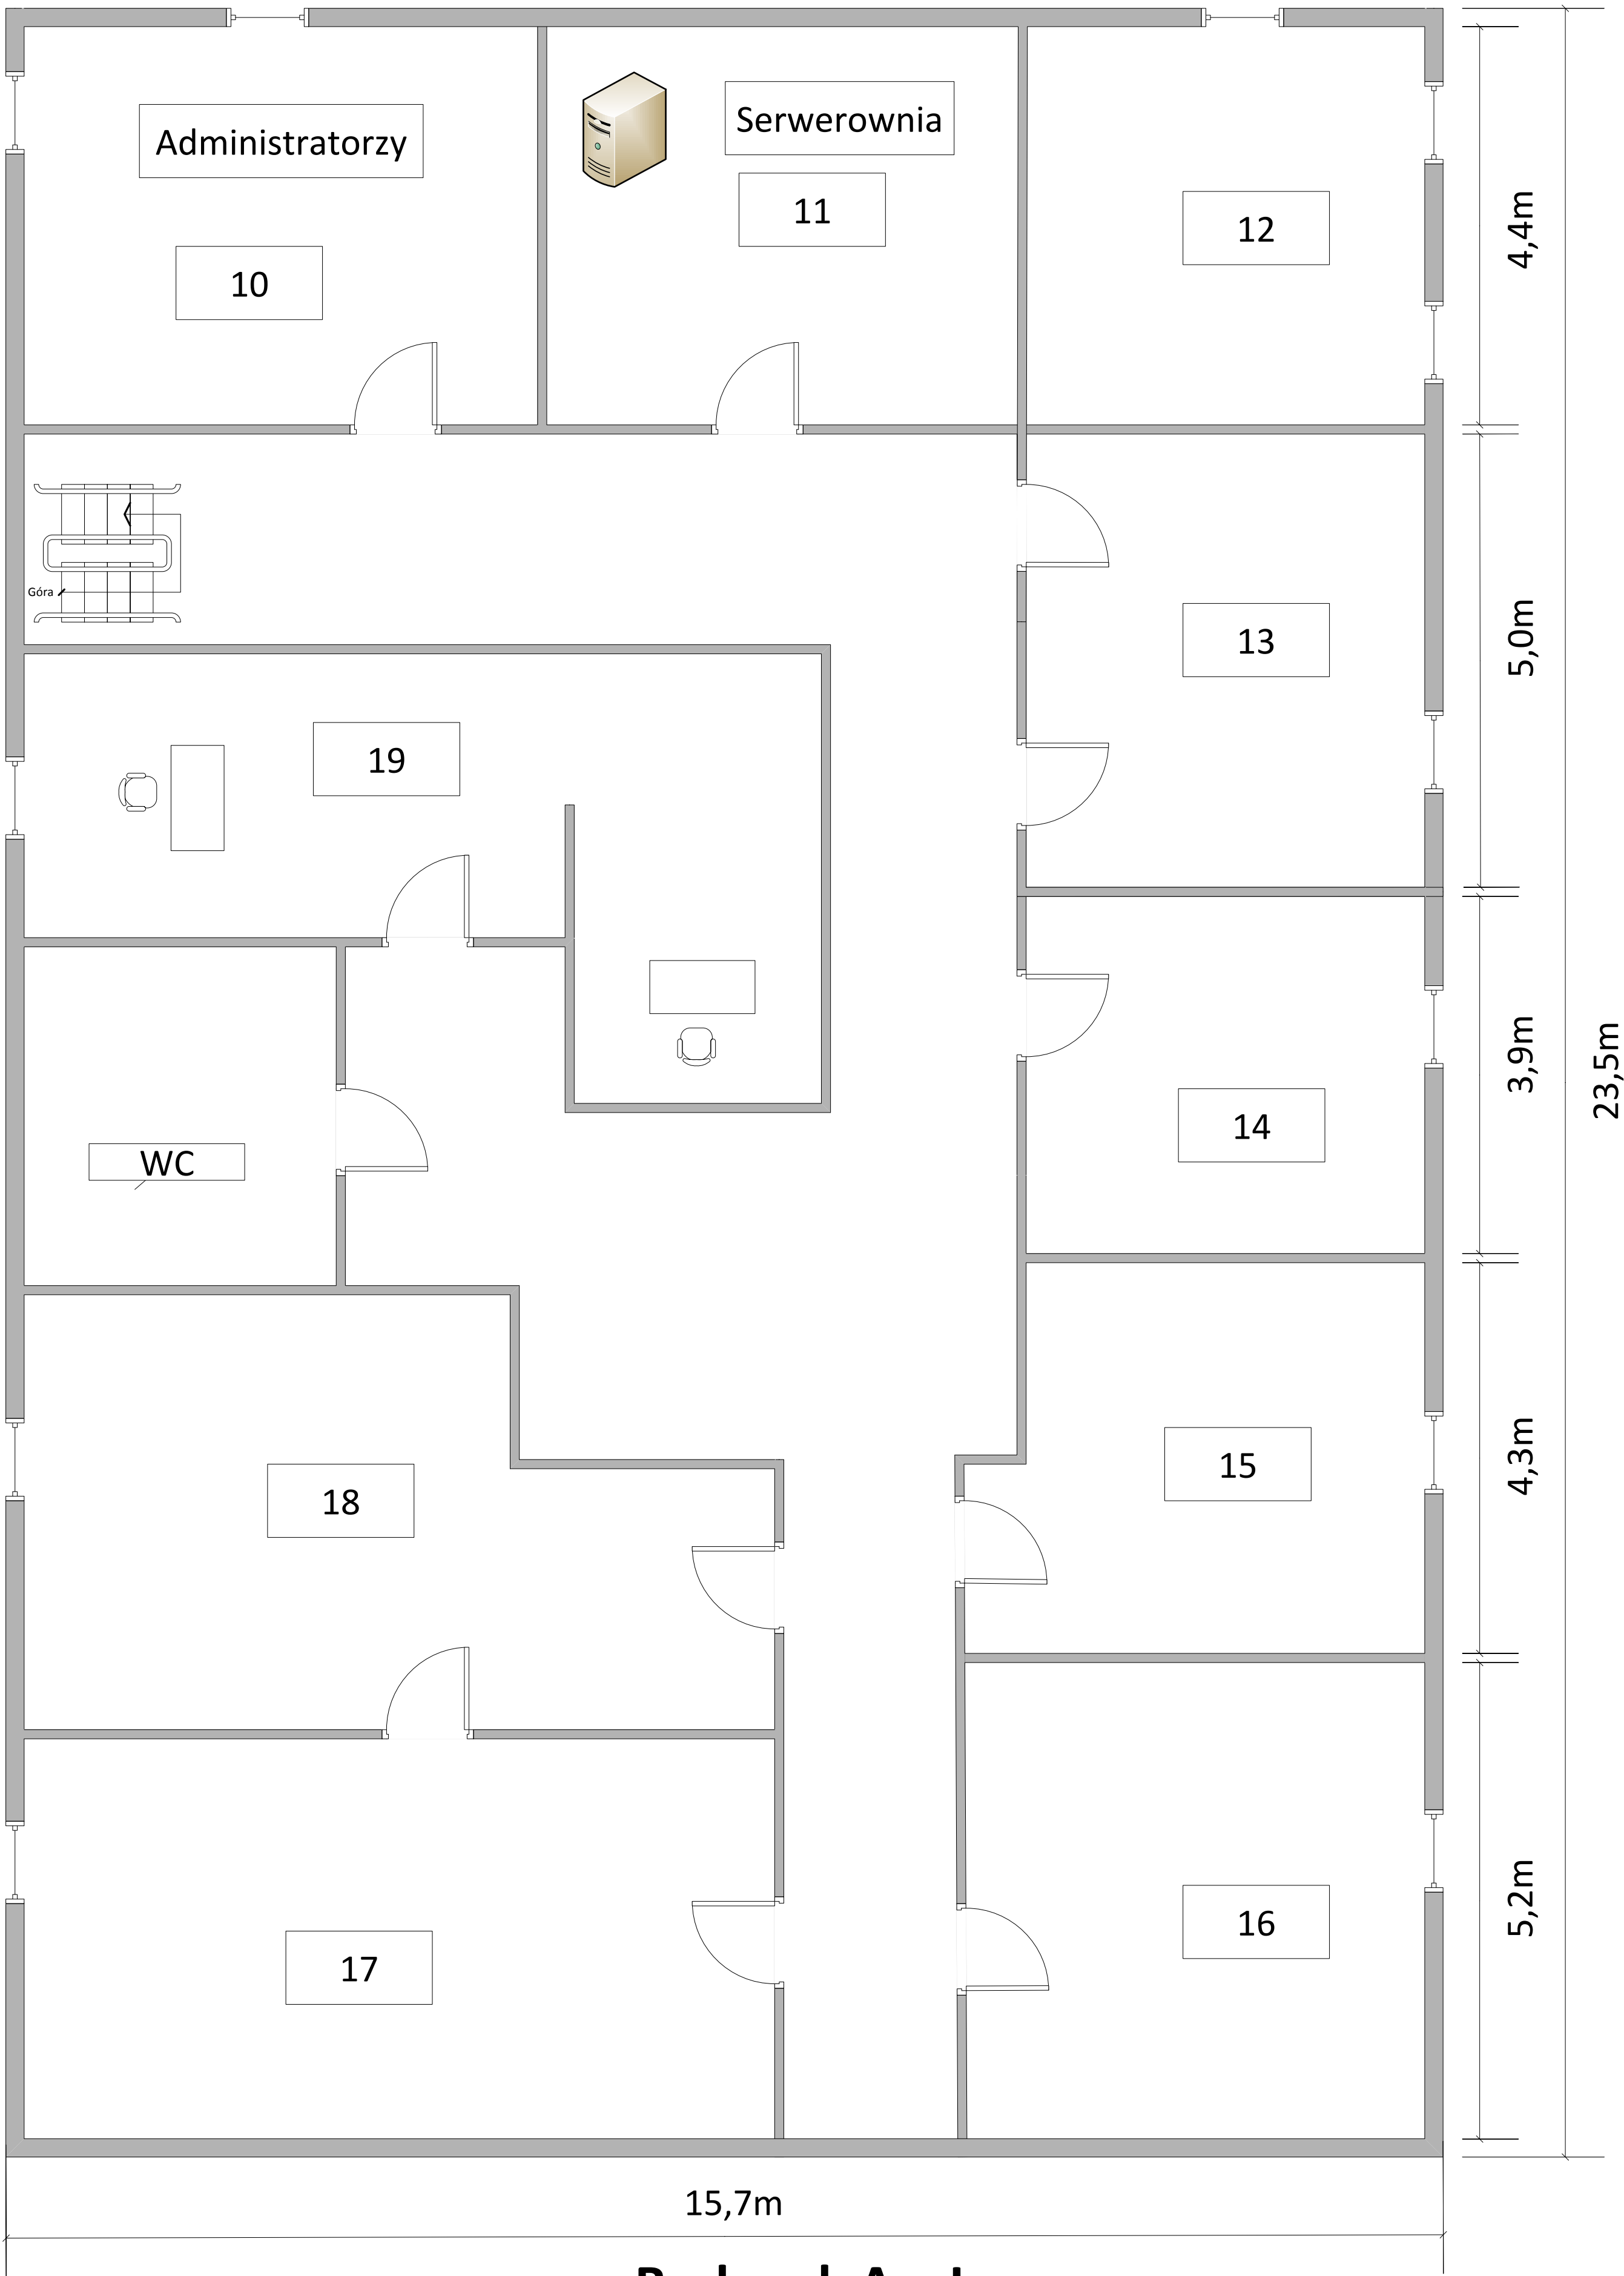 Administratorzy
Serwerownia
11
10
12
4,4m
Góra
13
5,0m
19
14
3,9m
23,5m
WC
15
4,3m
18
16
5,2m
17
15,7m